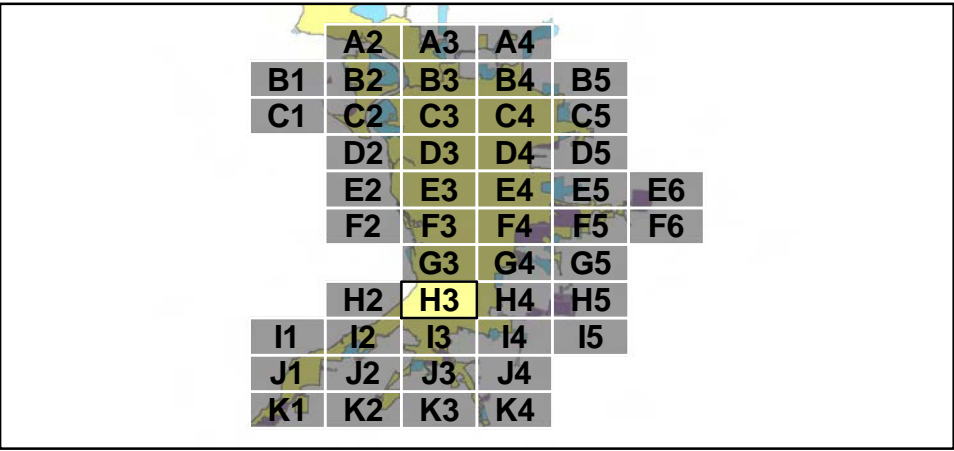 A2 A3 A4
B1 B2 B3 B4 B5
C1 C2 C3 C4 C5
D2 D3 D4 D5
E2 E3 E4 E5 E6
F2 F3 F4 F5 F6
G3 G4 G5
H2 H3 H4 H5
I1 I2 I3 I4 I5
J1 J2 J3 J4
K1 K2 K3 K4